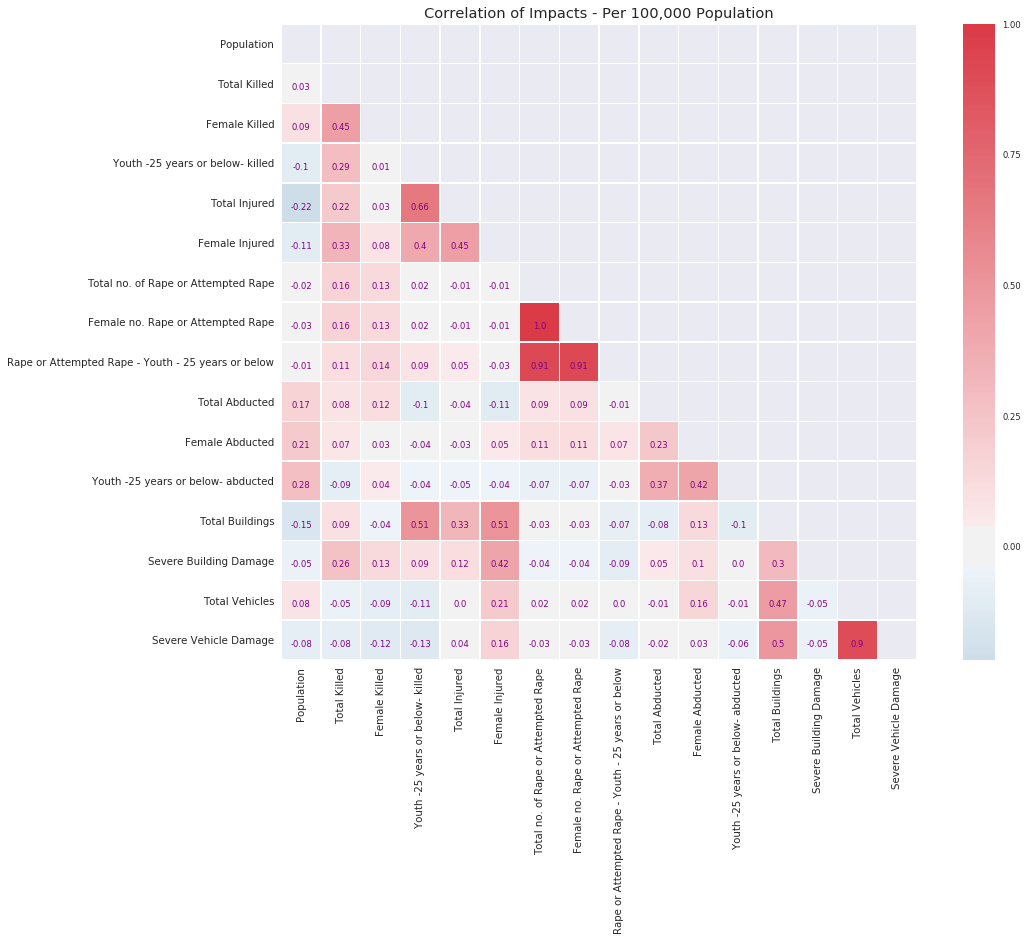 Correlation of Impacts - Per 100,000 Population
Population
Total Killed 0.03
Female Killed 0.09 0.45
Youth -25 years or below- killed -0.1 0.29 0.01
Total Injured -0.22 0.22 0.03 0.66
Female Injured -0.11 0.33 0.08 0.4 0.45
Total no. of Rape or Attempted Rape -0.02 0.16 0.13 0.02 -0.01 -0.01
Female no. Rape or Attempted Rape -0.03 0.16 0.13 0.02 -0.01 -0.01 1.0
Rape or Attempted Rape - Youth - 25 years or below -0.01 0.11 0.14 0.09 0.05 -0.03 0.91 0.91
Total Abducted 0.17 0.08 0.12 -0.1 -0.04 -0.11 0.09 0.09 -0.01
Female Abducted 0.21 0.07 0.03 -0.04 -0.03 0.05 0.11 0.11 0.07 0.23
Youth -25 years or below- abducted 0.28 -0.09 0.04 -0.04 -0.05 -0.04 -0.07 -0.07 -0.03 0.37 0.42
Total Buildings -0.15 0.09 -0.04 0.51 0.33 0.51 -0.03 -0.03 -0.07 -0.08 0.13 -0.1
Severe Building Damage -0.05 0.26 0.13 0.09 0.12 0.42 -0.04 -0.04 -0.09 0.05 0.1 0.0 0.3
Total Vehicles 0.08 -0.05 -0.09 -0.11 0.0 0.21 0.02 0.02 0.0 -0.01 0.16 -0.01 0.47 -0.05
Severe Vehicle Damage -0.08 -0.08 -0.12 -0.13 0.04 0.16 -0.03 -0.03 -0.08 -0.02 0.03 -0.06 0.5 -0.05 0.9
Population
Total Killed
Female Killed
Youth -25 years or below- killed
Total Injured
Female Injured
Total no. of Rape or Attempted Rape
Female no. Rape or Attempted Rape
Rape or Attempted Rape - Youth - 25 years or below
Total Abducted
Female Abducted
Youth -25 years or below- abducted
Total Buildings
Severe Building Damage
Total Vehicles
Severe Vehicle Damage
1.00
0.75
0.50
0.25
0.00